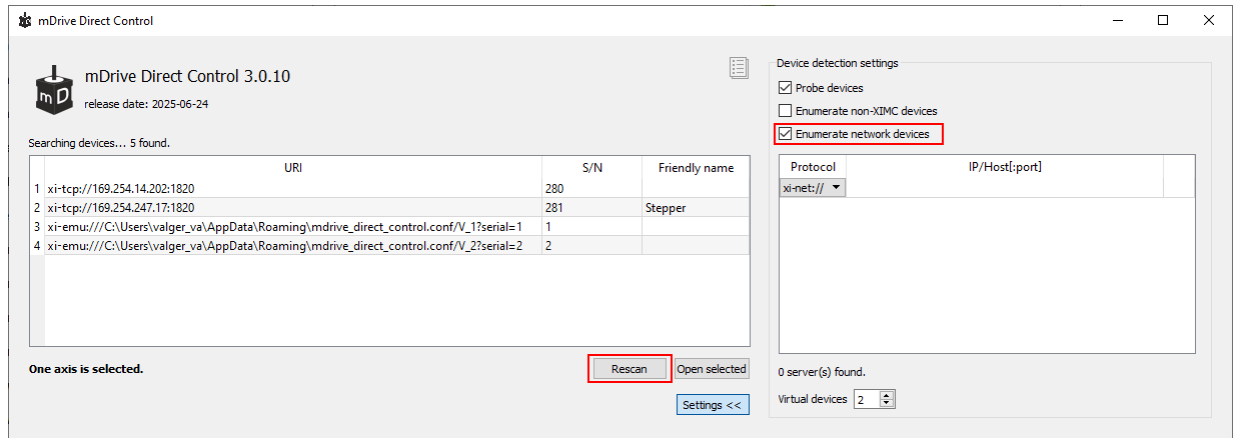 mDrive Direct Control
mDrive Direct Control 3.0.10
release date: 2025-06-24
Searching devices... 5 found.
URI S/N Friendly name
1 xi-tcp://169.254.14.202:1820 280
2 xi-tcp://169.254.247.17:1820 281 Stepper
3 xi-emu:///C:\Users\valger_va\AppData\Roaming\mdrive_direct_control.conf/V_1?serial=1 1
4 xi-emu:///C:\Users\valger_va\AppData\Roaming\mdrive_direct_control.conf/V_2?serial=2 2
One axis is selected.
Rescan
Open selected
Settings <<
Device detection settings
Probe devices
Enumerate non-XIMC devices
Enumerate network devices
Protocol IP/Host[:port]
xi-net://
0 server(s) found.
Virtual devices 2
mD